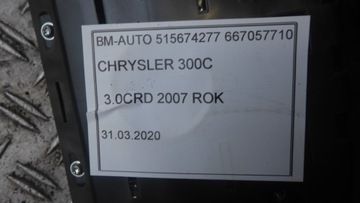 BM-AUTO 515674277 667057710
CHRYSLER 300C
3.0CRD 2007 ROK
31.03.2020